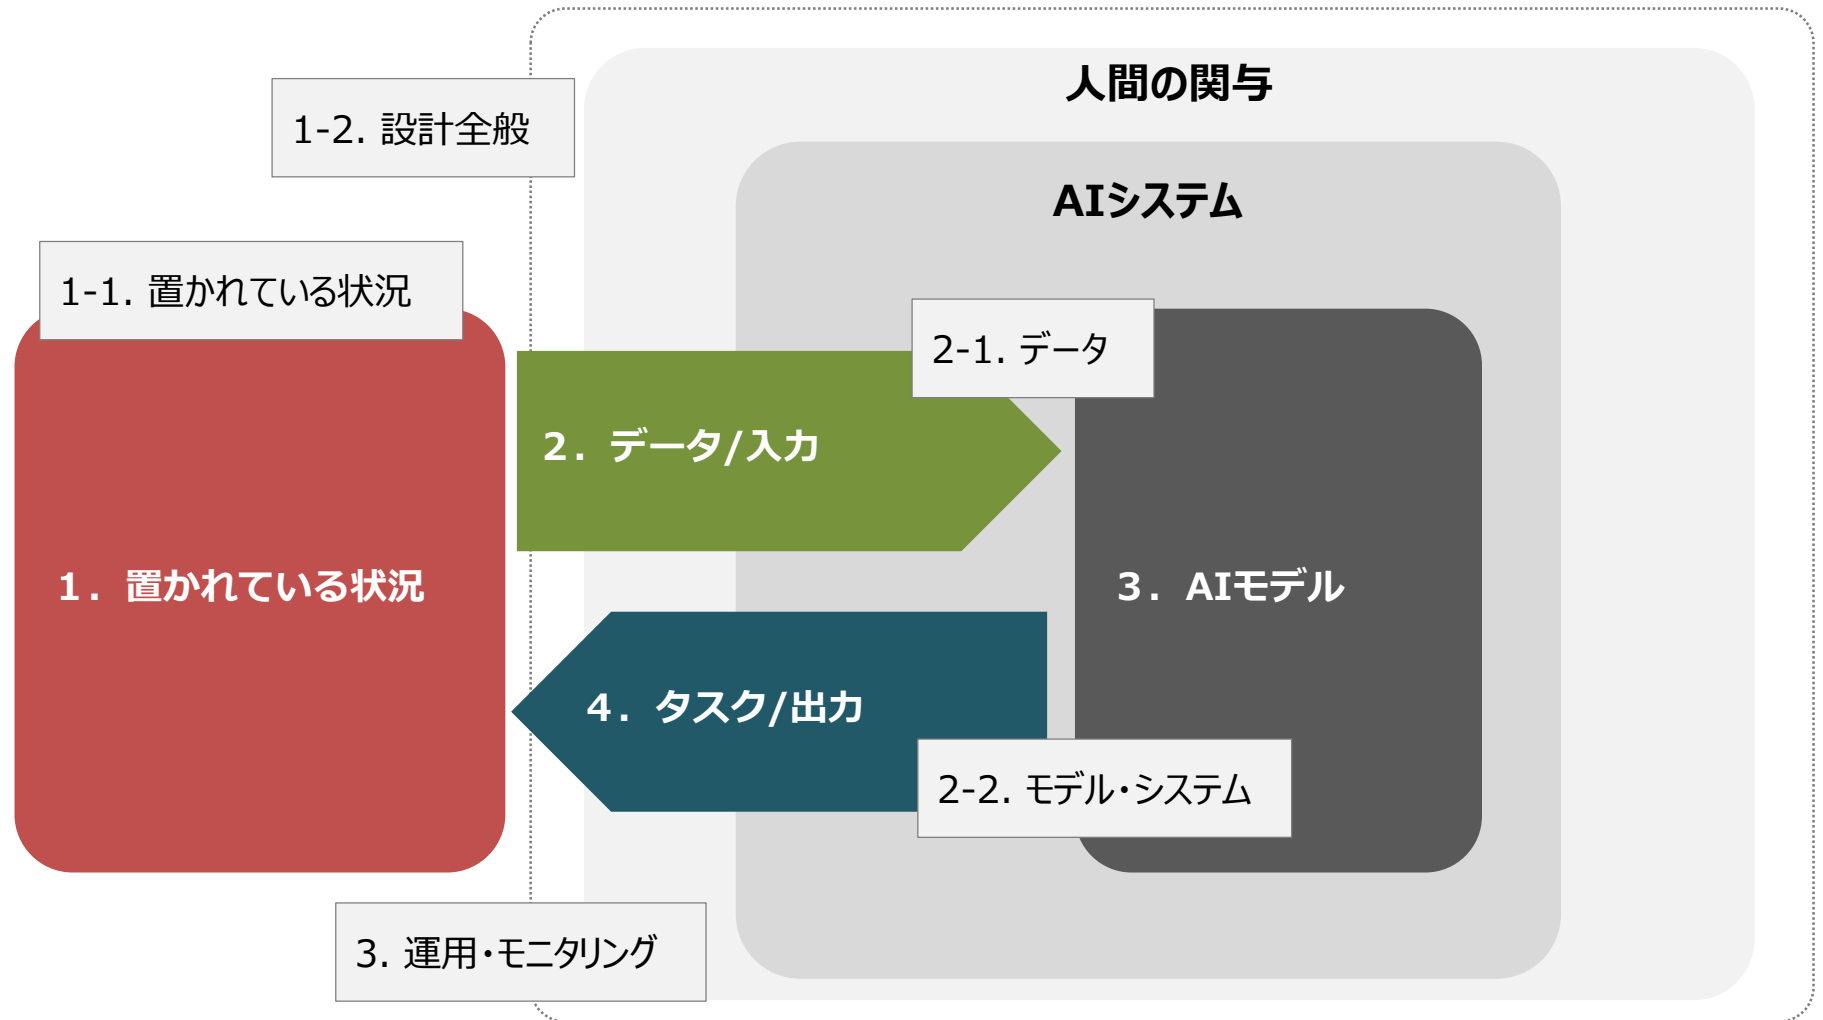 人間の関与
1-2. 設計全般
AIシステム
1-1. 置かれている状況
2-1. データ
2. データ/入力
1. 置かれている状況
3. AIモデル
4. タスク/出力
2-2. モデル・システム
3. 運用・モニタリング